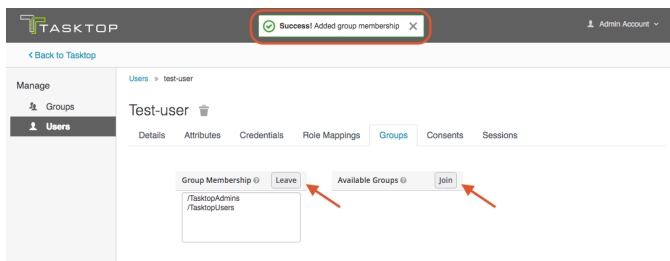 TASKTOP
Success! Added group membership
Admin Account
Back to Tasktop
Manage
Groups
Users
Users » test-user
Test-user
Details Attributes Credentials Role Mappings Groups Consents Sessions
Group Membership Leave Available Groups Join
/TasktopAdmins
/TasktopUsers